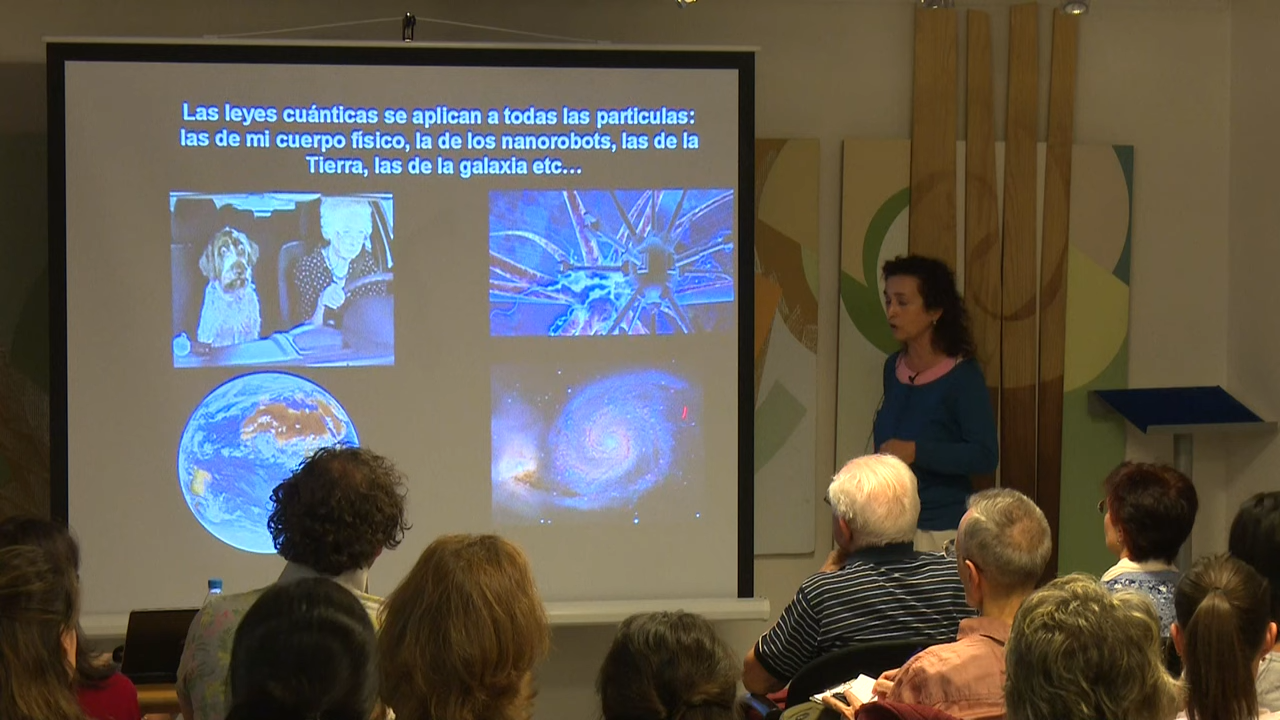 Las leyes cuánticas se aplican a todas las particulas:
las de mi cuerpo físico, la de los nanorobots, las de la
Tierra, las de la galaxia etc...